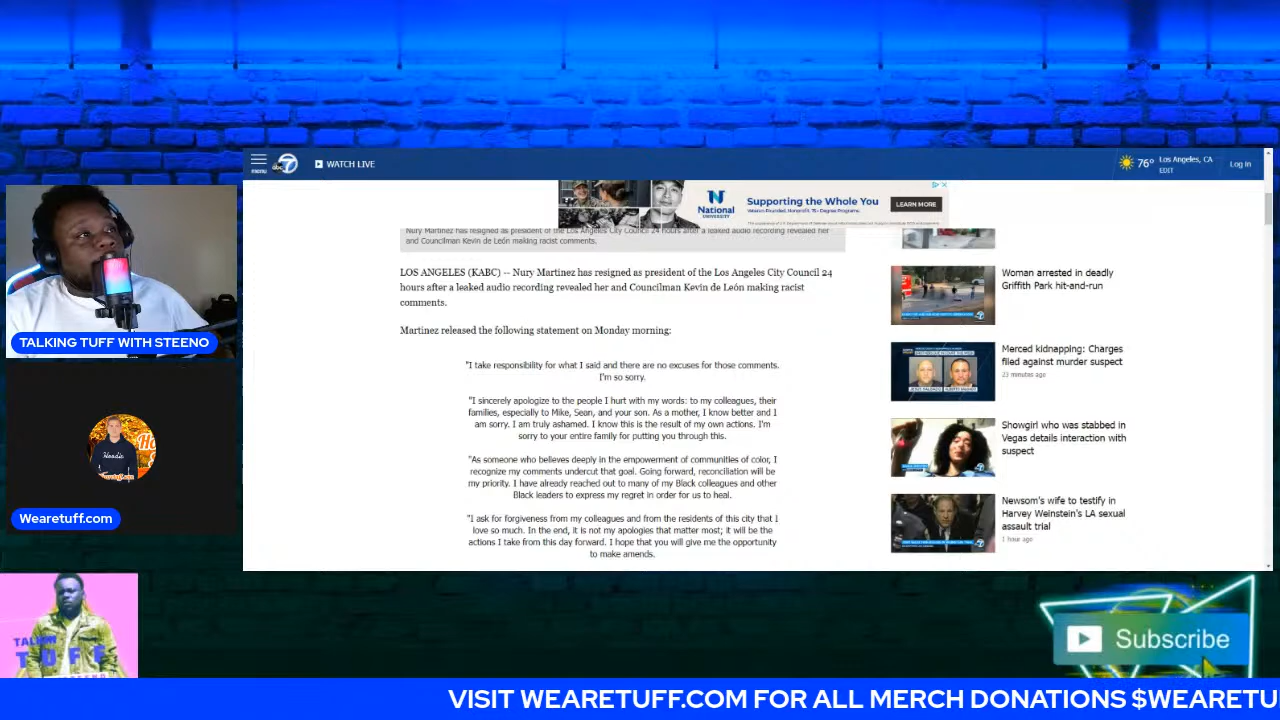 menu
abc 7
WATCH LIVE
76°
Los Angeles, CA
EDIT
Log In
National
UNIVERSITY
Supporting the Whole You
LEARN MORE
Nury Martinez has resigned as president of the Los Angeles City Council 24 hours after a leaked audio recording revealed her
and Councilman Kevin de León making racist comments.
LOS ANGELES (KABC) -- Nury Martinez has resigned as president of the Los Angeles City Council 24
hours after a leaked audio recording revealed her and Councilman Kevin de León making racist
comments.
Martinez released the following statement on Monday morning:
"I take responsibility for what I said and there are no excuses for those comments.
I'm so sorry.
"I sincerely apologize to the people I hurt with my words: to my colleagues, their
families, especially to Mike, Sean, and your son. As a mother, I know better and I
am sorry. I am truly ashamed. I know this is the result of my own actions. I'm
sorry to your entire family for putting you through this.
"As someone who believes deeply in the empowerment of communities of color, I
recognize my comments undercut that goal. Going forward, reconciliation will be
my priority. I have already reached out to many of my Black colleagues and other
Black leaders to express my regret in order for us to heal.
"I ask for forgiveness from my colleagues and from the residents of this city that I
love so much. In the end, it is not my apologies that matter most; it will be the
actions I take from this day forward. I hope that you will give me the opportunity
to make amends.
Woman arrested in deadly
Griffith Park hit-and-run
Merced kidnapping: Charges
filed against murder suspect
23 minutes ago
Showgirl who was stabbed in
Vegas details interaction with
suspect
Newsom's wife to testify in
Harvey Weinstein's LA sexual
assault trial
1 hour ago
TALKING TUFF WITH STEENO
Wearetuff.com
Subscribe
VISIT WEARETUFF.COM FOR ALL MERCH DONATIONS $WEARETU